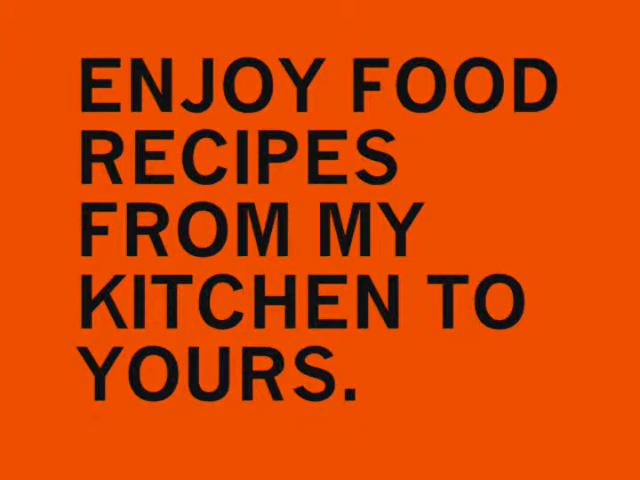 ENJOY FOOD
RECIPES
FROM MY
KITCHEN TO
YOURS.